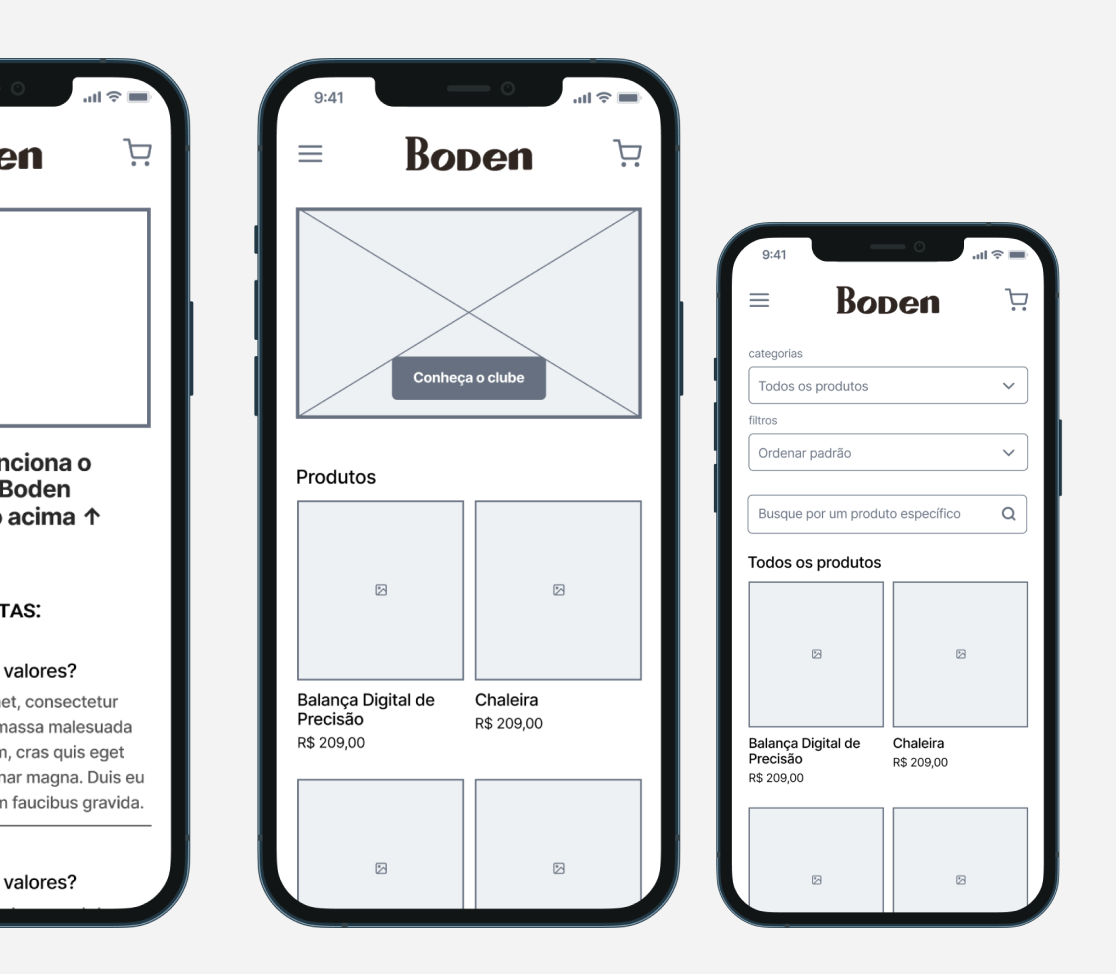 en
nciona o
Boden
o acima ↑
TAS:
valores?
et, consectetur
massa malesuada
m, cras quis eget
nar magna. Duis eu
m faucibus gravida.
valores?
9:41
Boden
Conheça o clube
Produtos
Balança Digital de
Precisão
R$ 209,00
Chaleira
R$ 209,00
9:41
Boden
categorias
Todos os produtos
filtros
Ordenar padrão
Busque por um produto específico
Todos os produtos
Balança Digital de
Precisão
R$ 209,00
Chaleira
R$ 209,00